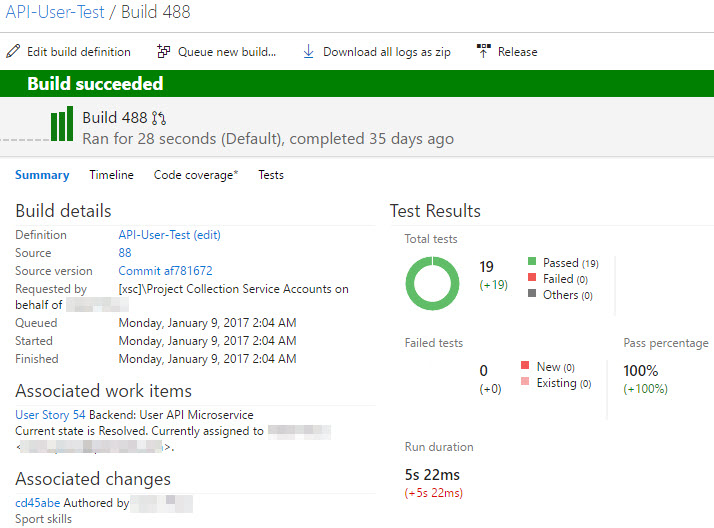 API-User-Test / Build 488
Edit build definition
Queue new build...
Download all logs as zip
Release
Build succeeded
Build 488
Ran for 28 seconds (Default), completed 35 days ago
Summary
Timeline
Code coverage*
Tests
Build details
Definition API-User-Test (edit)
Source 88
Source version Commit af781672
Requested by [xsc]\Project Collection Service Accounts on
behalf of
Queued Monday, January 9, 2017 2:04 AM
Started Monday, January 9, 2017 2:04 AM
Finished Monday, January 9, 2017 2:04 AM
Associated work items
User Story 54 Backend: User API Microservice
Current state is Resolved. Currently assigned to
< >.
Associated changes
cd45abe Authored by
Sport skills
Test Results
Total tests
19
(+19)
Passed (19)
Failed (0)
Others (0)
Failed tests
0
(+0)
New (0)
Existing (0)
Pass percentage
100%
(+100%)
Run duration
5s 22ms
(+5s 22ms)